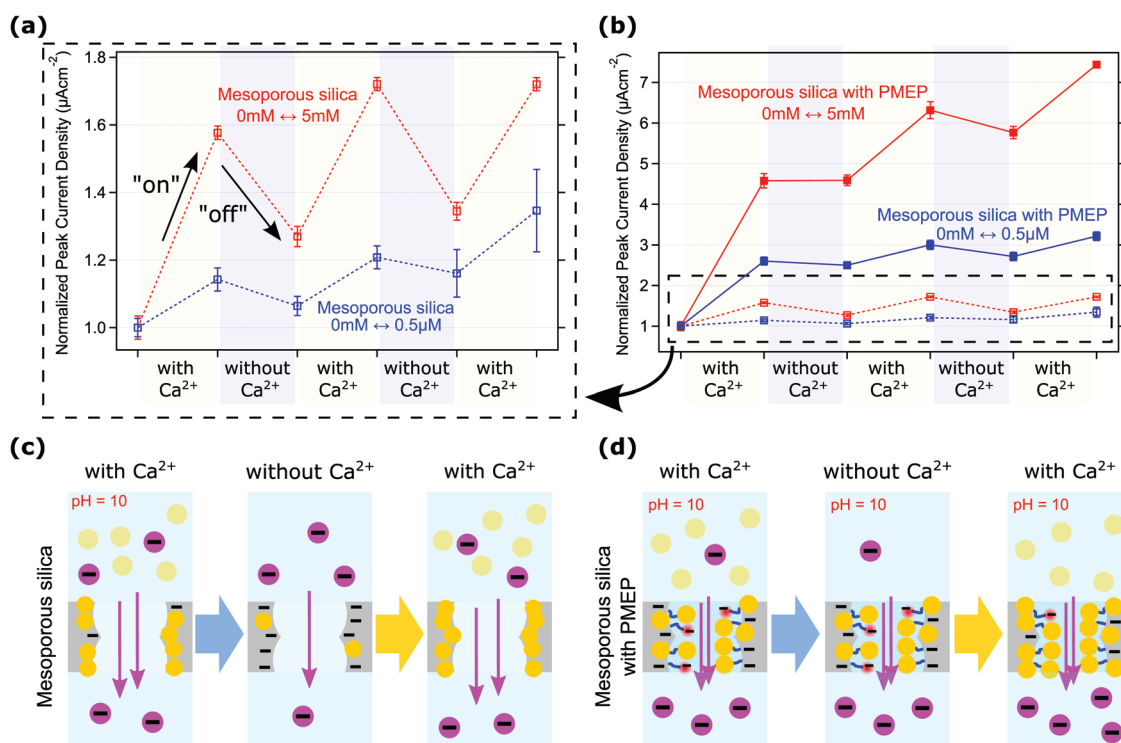 (a)
Normalized Peak Current Density (µAcm⁻²)
1.8
1.6
1.4
1.2
1.0
Mesoporous silica
0mM ↔ 5mM
"on"
"off"
Mesoporous silica
0mM ↔ 0.5µM
with
Ca²⁺
without
Ca²⁺
with
Ca²⁺
without
Ca²⁺
with
Ca²⁺
(b)
Normalized Peak Current Density (µAcm⁻²)
7
6
5
4
3
2
1
Mesoporous silica with PMEP
0mM ↔ 5mM
Mesoporous silica with PMEP
0mM ↔ 0.5µM
with
Ca²⁺
without
Ca²⁺
with
Ca²⁺
without
Ca²⁺
with
Ca²⁺
(c)
with Ca²⁺
without Ca²⁺
with Ca²⁺
pH = 10
Mesoporous silica
(d)
with Ca²⁺
without Ca²⁺
with Ca²⁺
pH = 10
pH = 10
pH = 10
Mesoporous silica
with PMEP